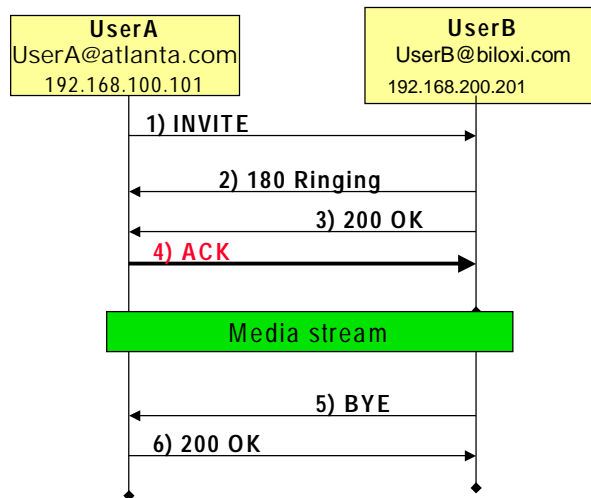 UserA
UserA@atlanta.com
192.168.100.101
UserB
UserB@biloxi.com
192.168.200.201
1) INVITE
2) 180 Ringing
3) 200 OK
4) ACK
Media stream
5) BYE
6) 200 OK